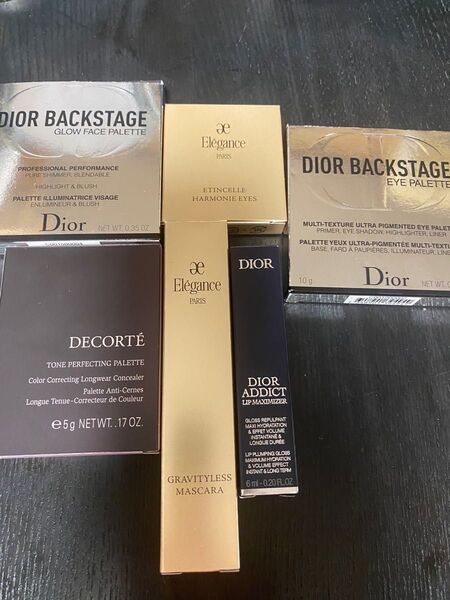 DIOR BACKSTAGE
GLOW FACE PALETTE
PROFESSIONAL PERFORMANCE
PURE SHIMMER, BLENDABLE
HIGHLIGHT & BLUSH
PALETTE ILLUMINATRICE VISAGE
ENLUMINEUR & BLUSH
Dior
NET WT. 0.35 OZ.
æ
Elégance
PARIS
ETINCELLE
HARMONIE EYES
DIOR BACKSTAGE
EYE PALETTE
MULTI-TEXTURE ULTRA PIGMENTED EYE PALETTE
PRIMER, EYE SHADOW, HIGHLIGHTER, LINER
PALETTE YEUX ULTRA-PIGMENTÉE MULTI-TEXTU
BASE, FARD À PAUPIÈRES, ILLUMINATEUR, LINE
10 g
Dior
NET
DECORTÉ
TONE PERFECTING PALETTE
Color Correcting Longwear Concealer
Palette Anti-Cernes
Longue Tenue-Correcteur de Couleur
℮5g NET WT. .17 OZ.
æ
Elégance
PARIS
GRAVITYLESS
MASCARA
DIOR
DIOR
ADDICT
LIP MAXIMIZER
GLOSS REPULPANT
MAXI HYDRATATION
& EFFET VOLUME
INSTANTANÉ &
LONGUE DURÉE
LIP PLUMPING GLOSS
MAXIMUM HYDRATION
& VOLUME EFFECT
INSTANT & LONG TERM
6 ml - 0.20 FL.OZ